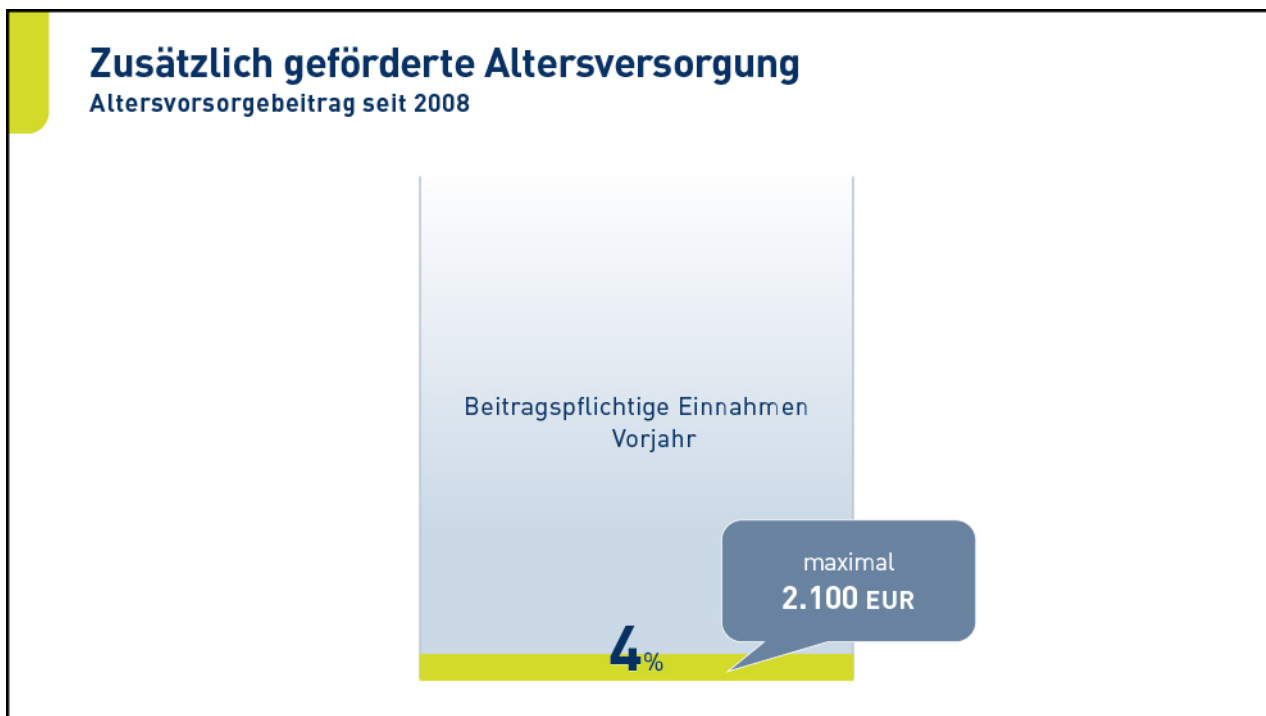 Zusätzlich geförderte Altersversorgung
Altersvorsorgebeitrag seit 2008
Beitragspflichtige Einnahmen
Vorjahr
maximal
2.100 EUR
4%